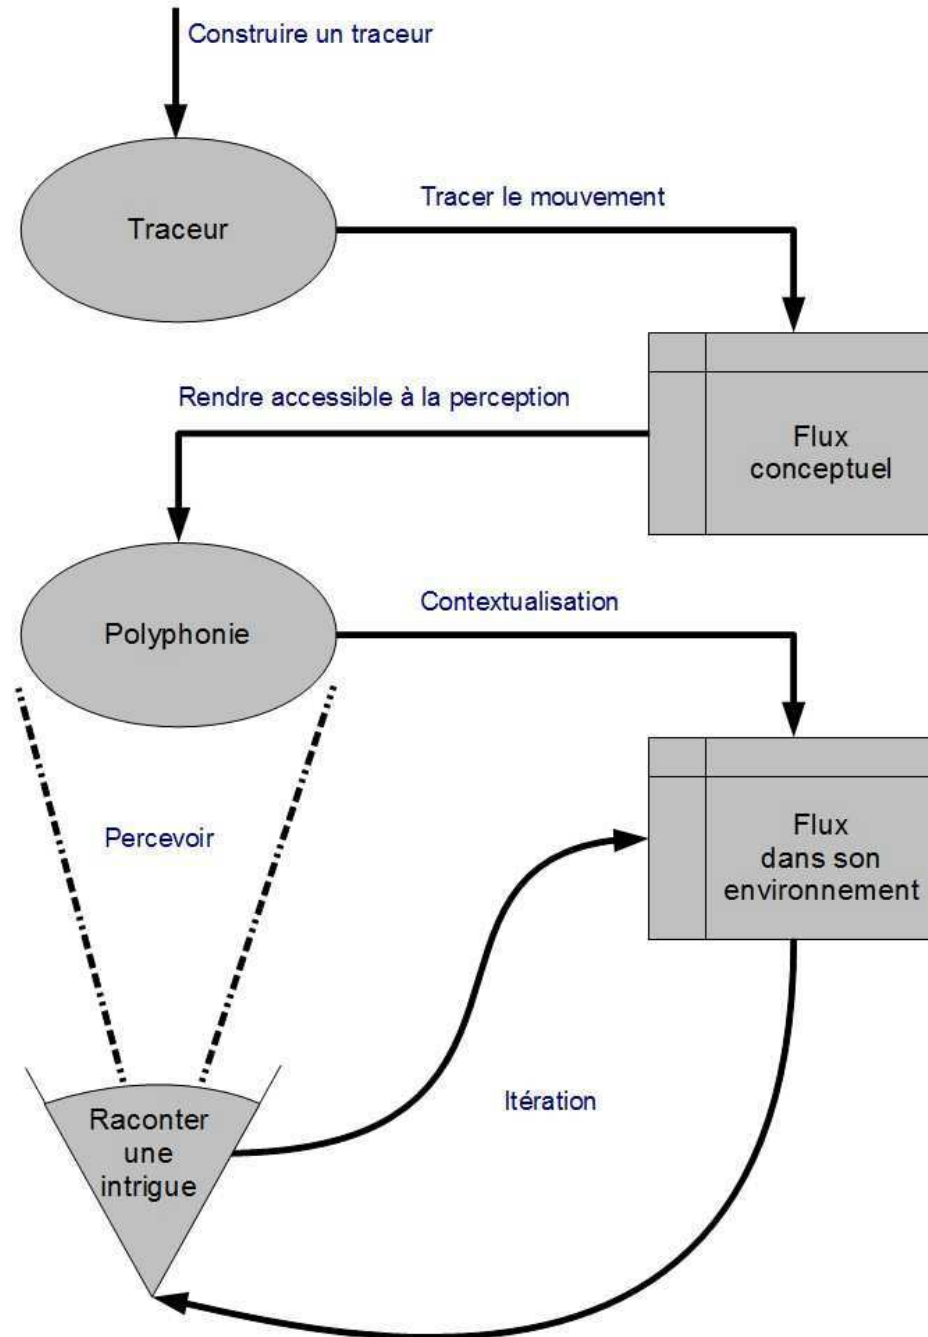 Construire un traceur
Traceur
Tracer le mouvement
Flux
conceptuel
Rendre accessible à la perception
Polyphonie
Contextualisation
Flux
dans son
environnement
Percevoir
Raconter
une
intrigue
Itération